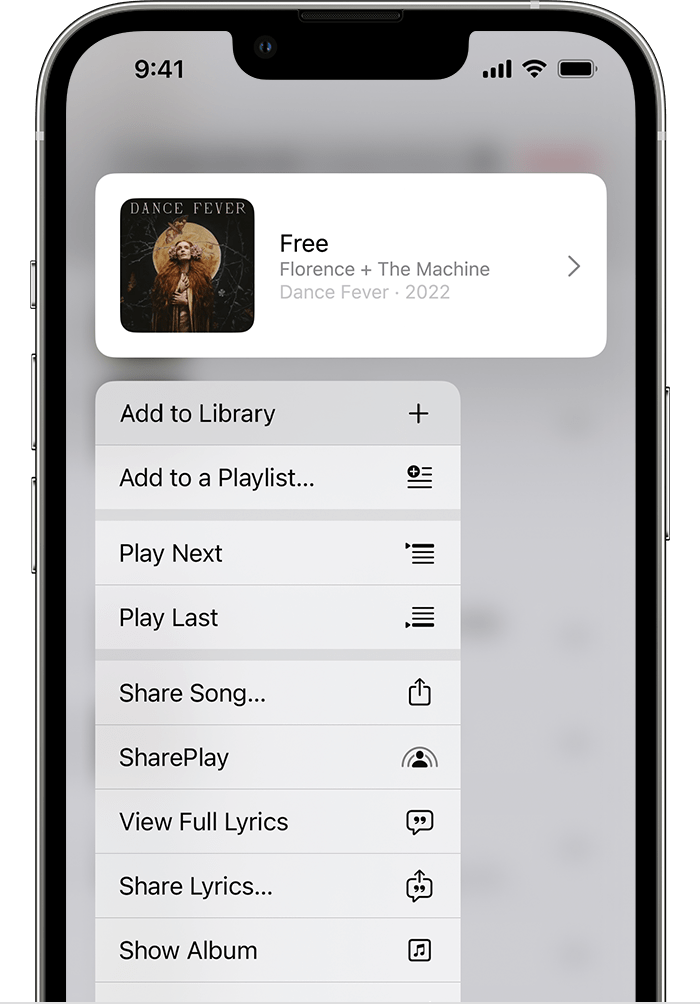 9:41
DANCE FEVER
Free
Florence + The Machine
Dance Fever · 2022
Add to Library
Add to a Playlist...
Play Next
Play Last
Share Song...
SharePlay
View Full Lyrics
Share Lyrics...
Show Album